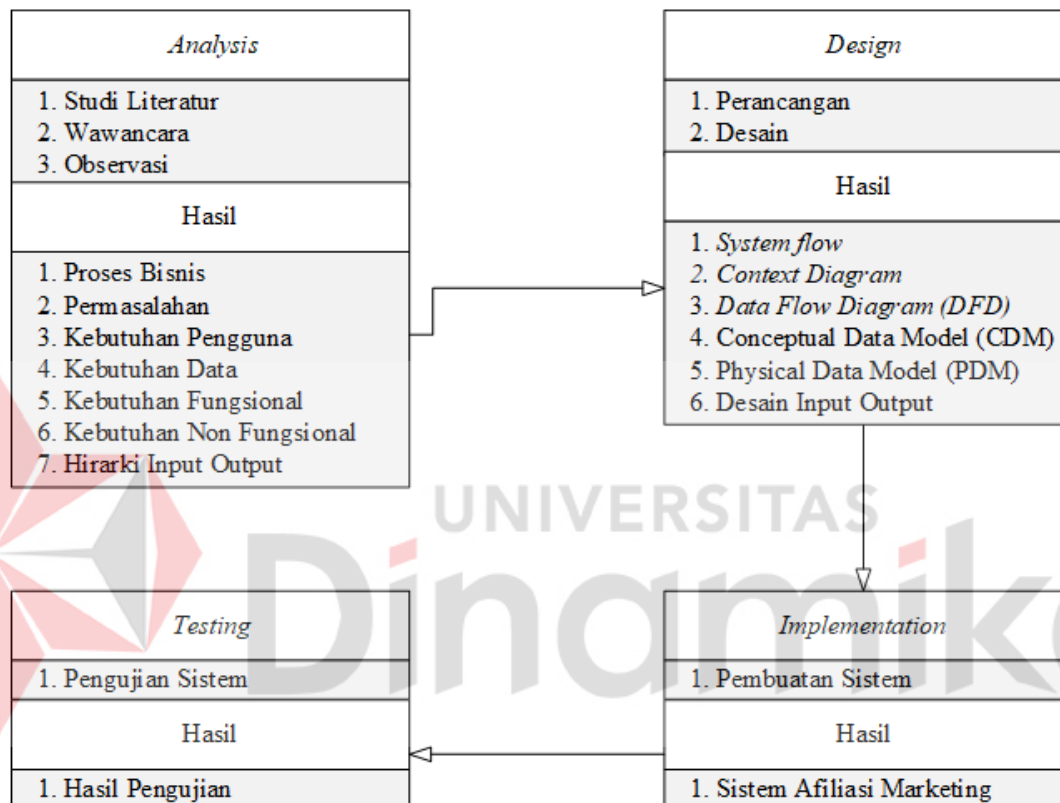 Analysis
1. Studi Literatur
2. Wawancara
3. Observasi
Hasil
1. Proses Bisnis
2. Permasalahan
3. Kebutuhan Pengguna
4. Kebutuhan Data
5. Kebutuhan Fungsional
6. Kebutuhan Non Fungsional
7. Hirarki Input Output
Design
1. Perancangan
2. Desain
Hasil
1. System flow
2. Context Diagram
3. Data Flow Diagram (DFD)
4. Conceptual Data Model (CDM)
5. Physical Data Model (PDM)
6. Desain Input Output
UNIVERSITAS
Dinamika
Implementation
1. Pembuatan Sistem
Hasil
1. Sistem Afiliasi Marketing
Testing
1. Pengujian Sistem
Hasil
1. Hasil Pengujian